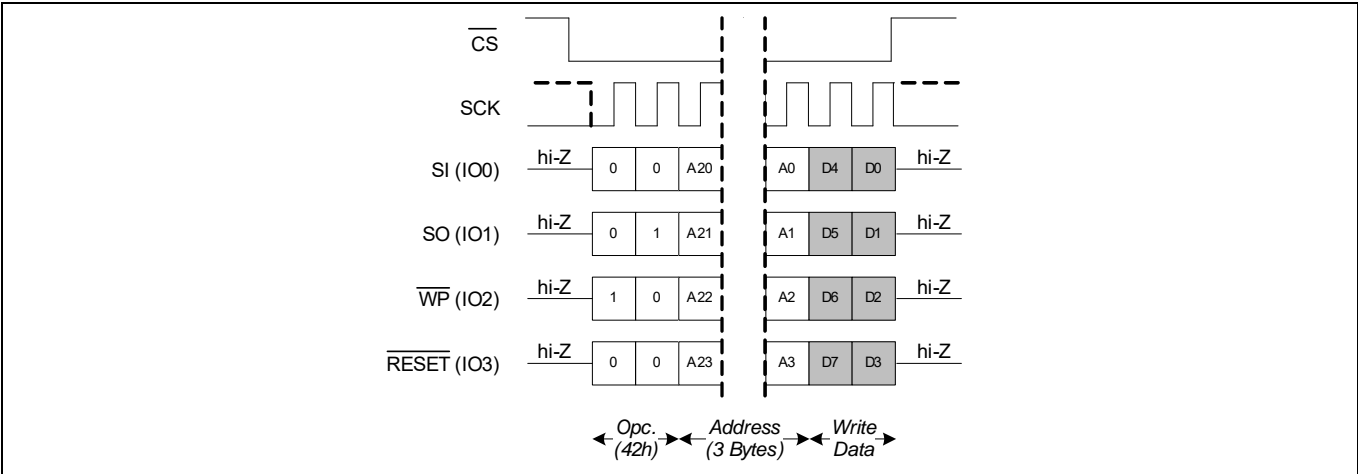 CS
SCK
SI (IO0) hi-Z 0 0 A20 A0 D4 D0 hi-Z
SO (IO1) hi-Z 0 1 A21 A1 D5 D1 hi-Z
WP (IO2) hi-Z 1 0 A22 A2 D6 D2 hi-Z
RESET (IO3) hi-Z 0 0 A23 A3 D7 D3 hi-Z
Opc. Address Write
(42h) (3 Bytes) Data